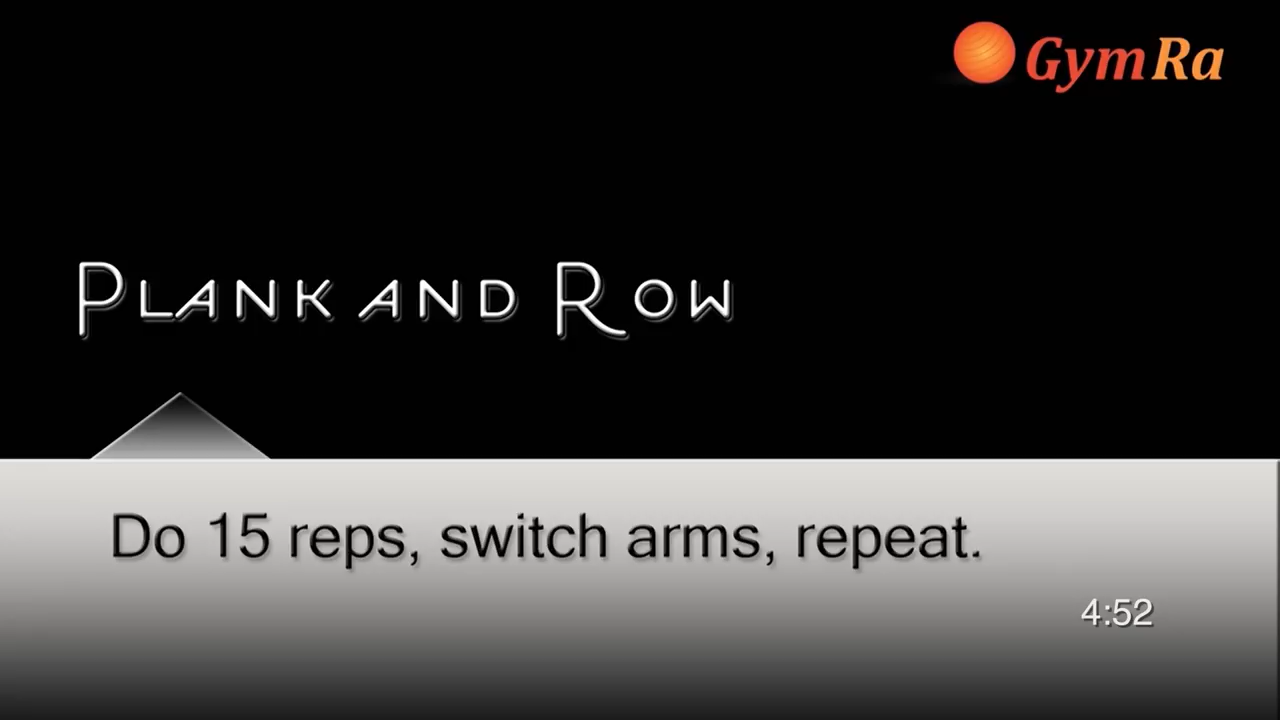 GymRa
Plank and Row
Do 15 reps, switch arms, repeat.
4:52